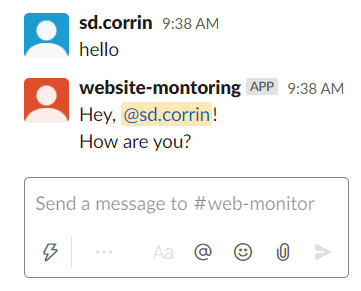 sd.corrin 9:38 AM
hello
website-montoring APP 9:38 AM
Hey, @sd.corrin!
How are you?
Send a message to #web-monitor
Aa @